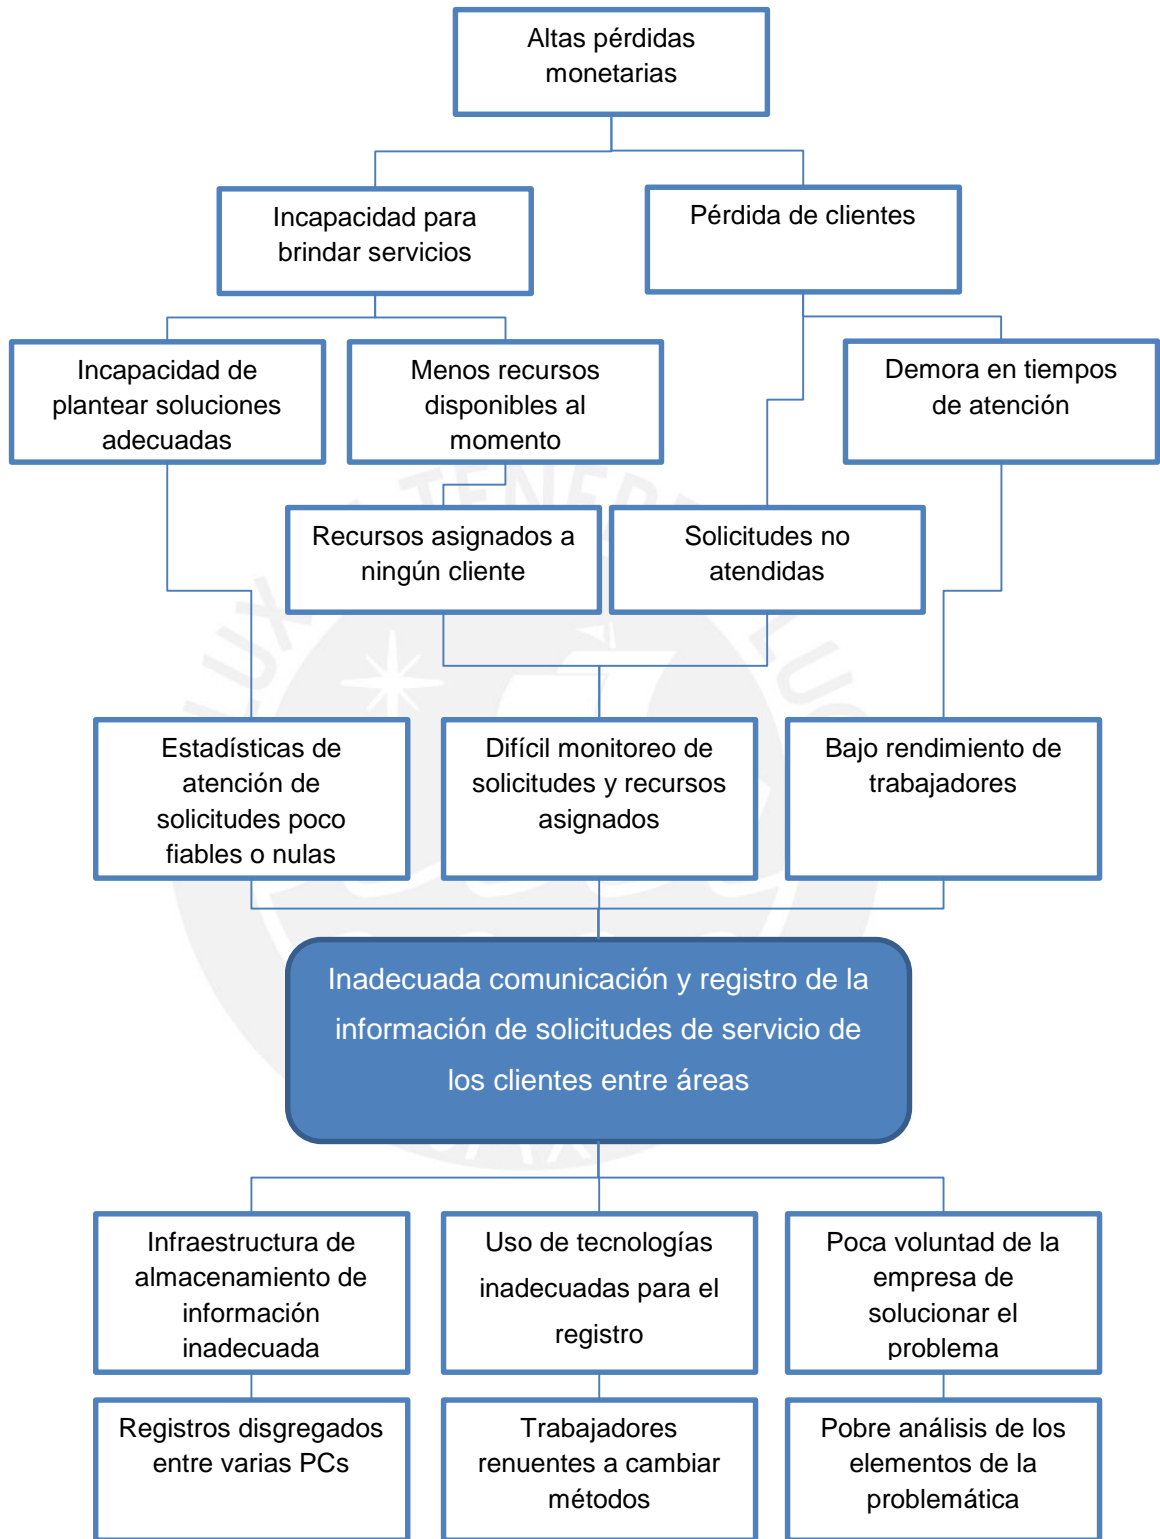 Altas pérdidas
monetarias
Incapacidad para
brindar servicios
Pérdida de clientes
Incapacidad de
plantear soluciones
adecuadas
Menos recursos
disponibles al
momento
Demora en tiempos
de atención
Recursos asignados a
ningún cliente
Solicitudes no
atendidas
Estadísticas de
atención de
solicitudes poco
fiables o nulas
Difícil monitoreo de
solicitudes y recursos
asignados
Bajo rendimiento de
trabajadores
Inadecuada comunicación y registro de la
información de solicitudes de servicio de
los clientes entre áreas
Infraestructura de
almacenamiento de
información
inadecuada
Uso de tecnologías
inadecuadas para el
registro
Poca voluntad de la
empresa de
solucionar el
problema
Registros disgregados
entre varias PCs
Trabajadores
renuentes a cambiar
métodos
Pobre análisis de los
elementos de la
problemática